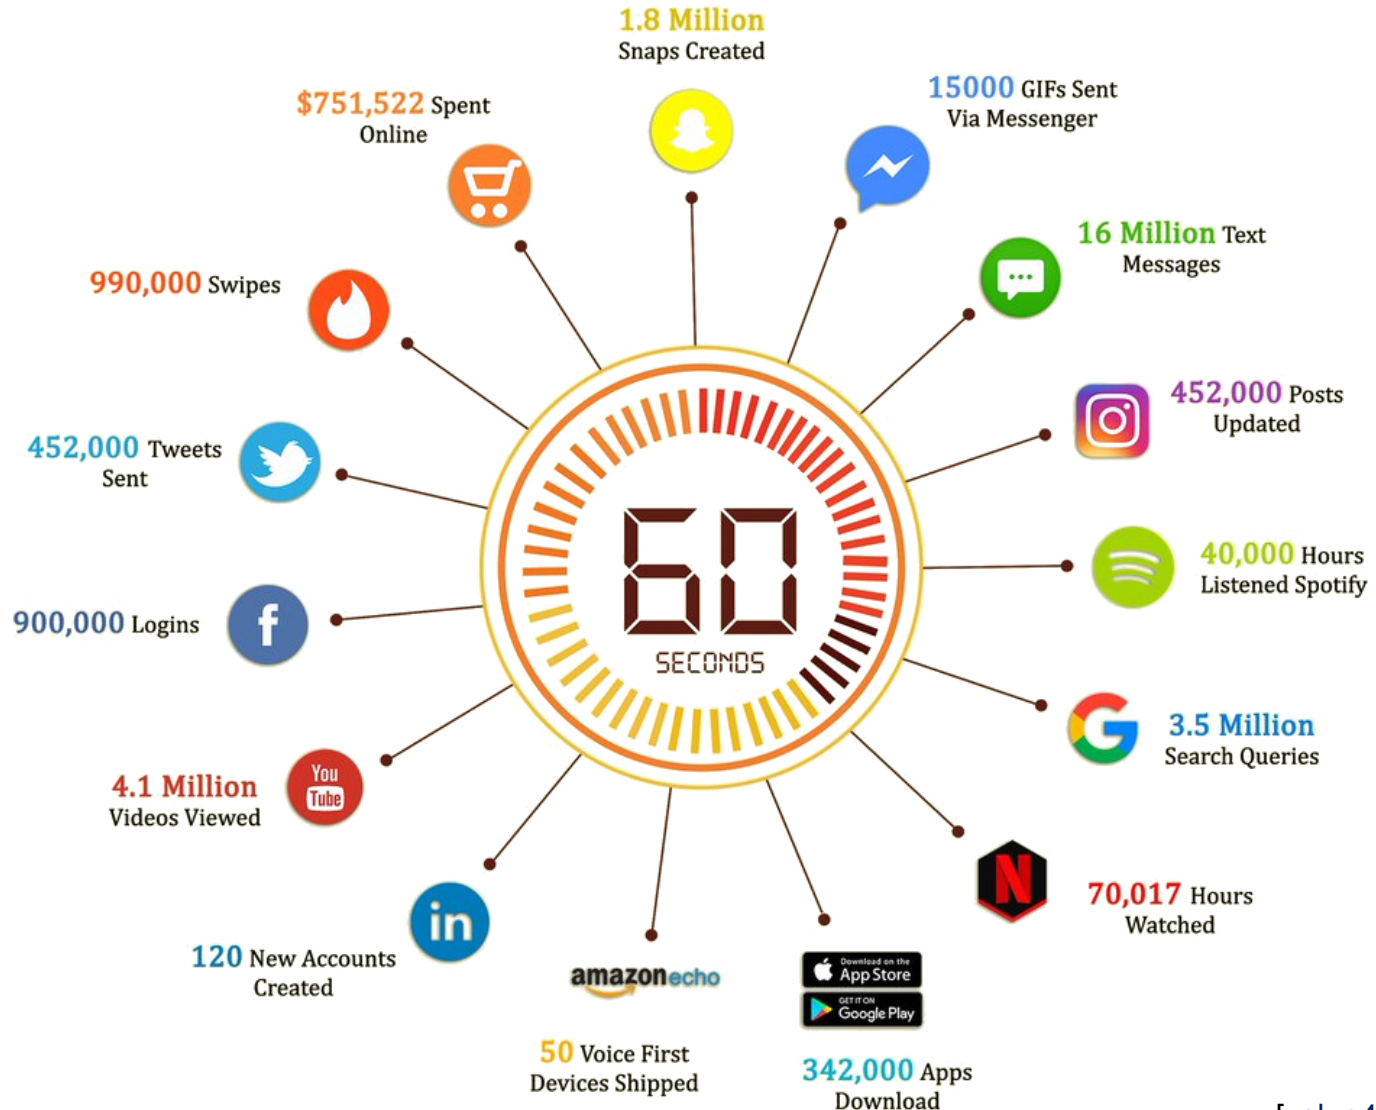 1.8 Million
Snaps Created
15000 GIFs Sent
Via Messenger
16 Million Text
Messages
452,000 Posts
Updated
40,000 Hours
Listened Spotify
3.5 Million
Search Queries
70,017 Hours
Watched
Download on the
App Store
GET IT ON
Google Play
342,000 Apps
Download
amazon echo
50 Voice First
Devices Shipped
in
120 New Accounts
Created
You
Tube
4.1 Million
Videos Viewed
f
900,000 Logins
452,000 Tweets
Sent
990,000 Swipes
$751,522 Spent
Online
60
SECONDS
G
N